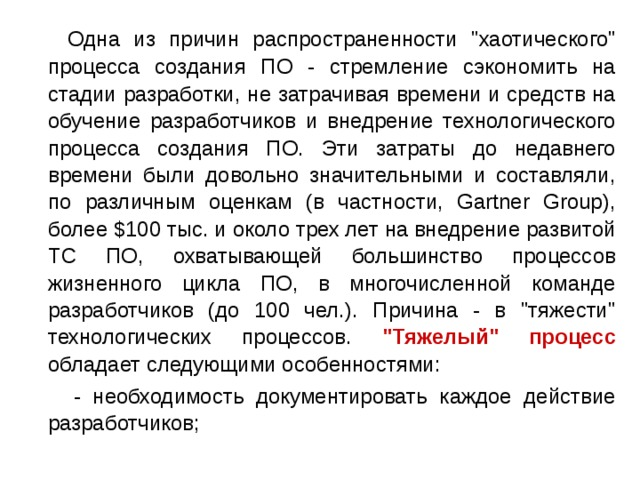 Одна из причин распространенности "хаотического"
процесса создания ПО - стремление сэкономить на
стадии разработки, не затрачивая времени и средств на
обучение разработчиков и внедрение технологического
процесса создания ПО. Эти затраты до недавнего
времени были довольно значительными и составляли,
по различным оценкам (в частности, Gartner Group),
более $100 тыс. и около трех лет на внедрение развитой
ТС ПО, охватывающей большинство процессов
жизненного цикла ПО, в многочисленной команде
разработчиков (до 100 чел.). Причина - в "тяжести"
технологических процессов. "Тяжелый" процесс
обладает следующими особенностями:
- необходимость документировать каждое действие
разработчиков;